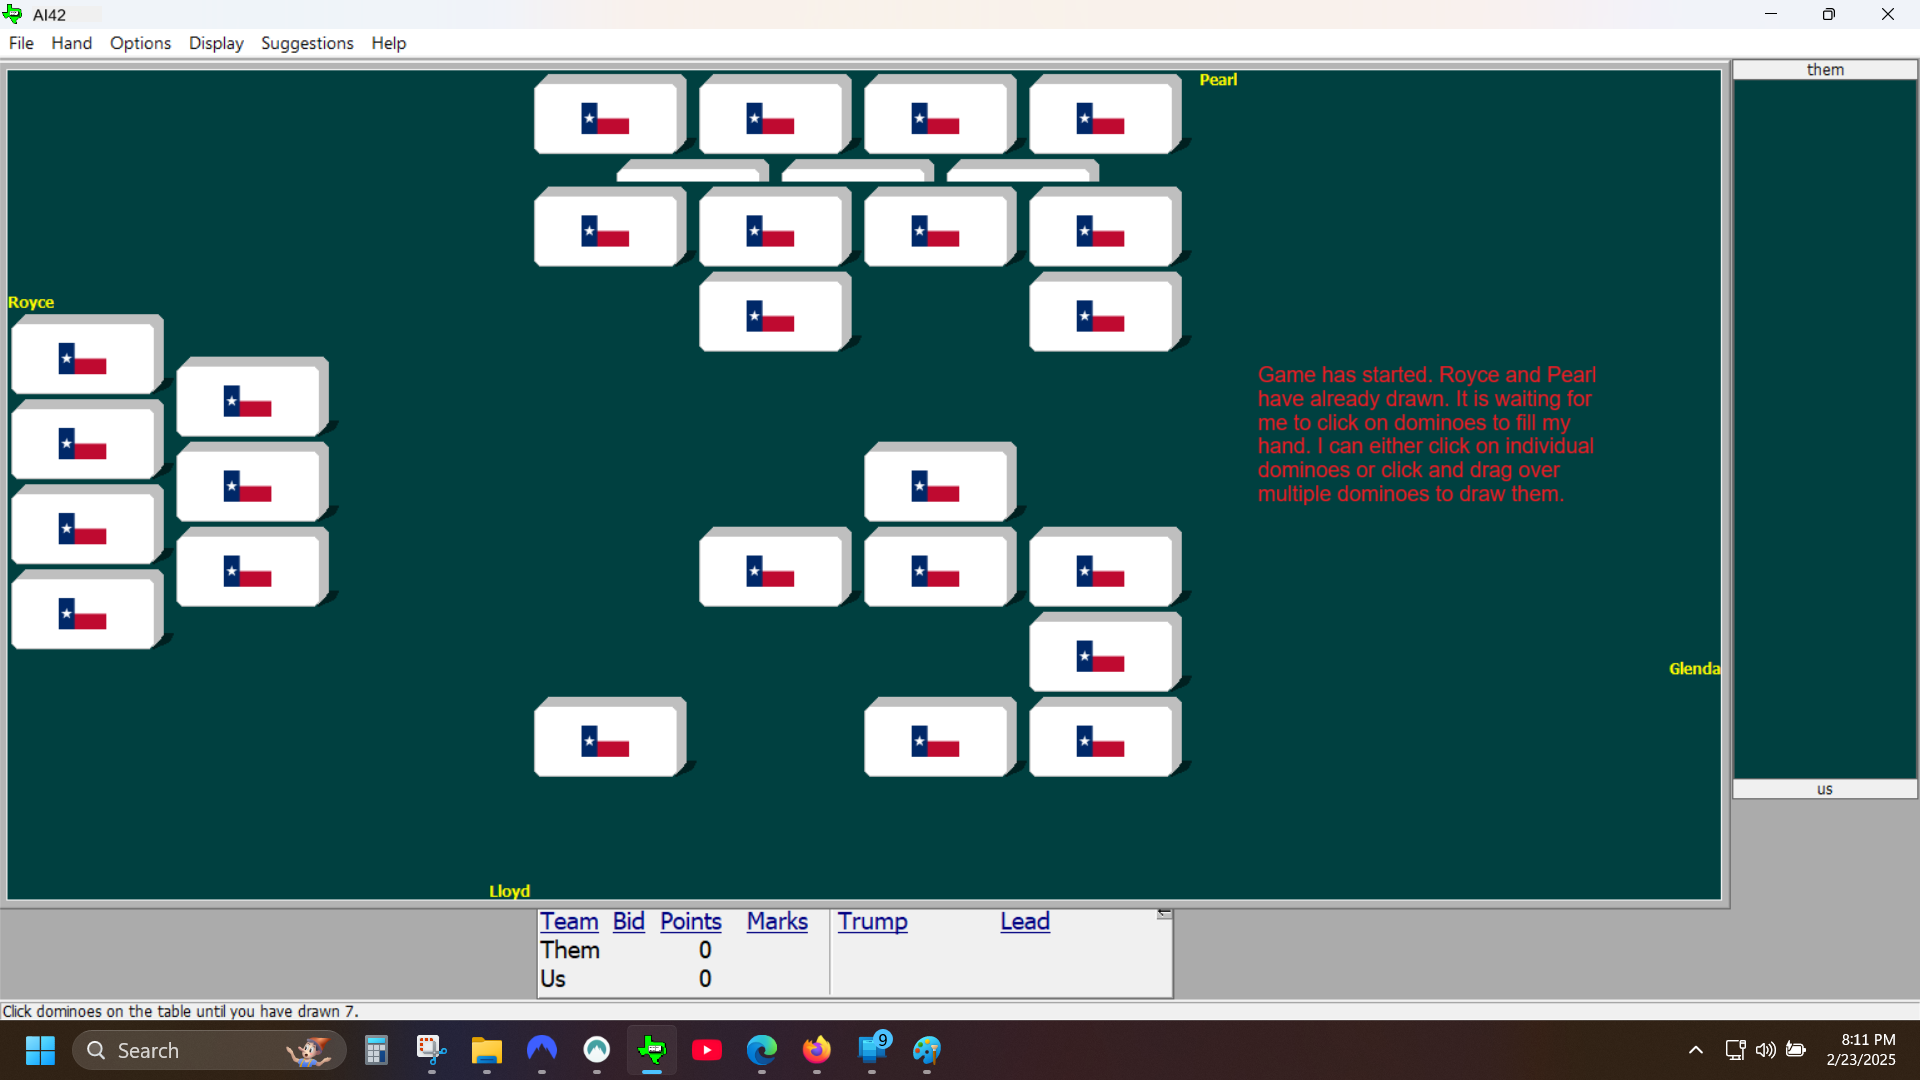 AI42
File Hand Options Display Suggestions Help
them
Pearl
Royce
Game has started. Royce and Pearl
have already drawn. It is waiting for
me to click on dominoes to fill my
hand. I can either click on individual
dominoes or click and drag over
multiple dominoes to draw them.
Glenda
us
Lloyd
Team Bid Points Marks Trump Lead
Them 0
Us 0
Click dominoes on the table until you have drawn 7.
Search
9
8:11 PM
2/23/2025